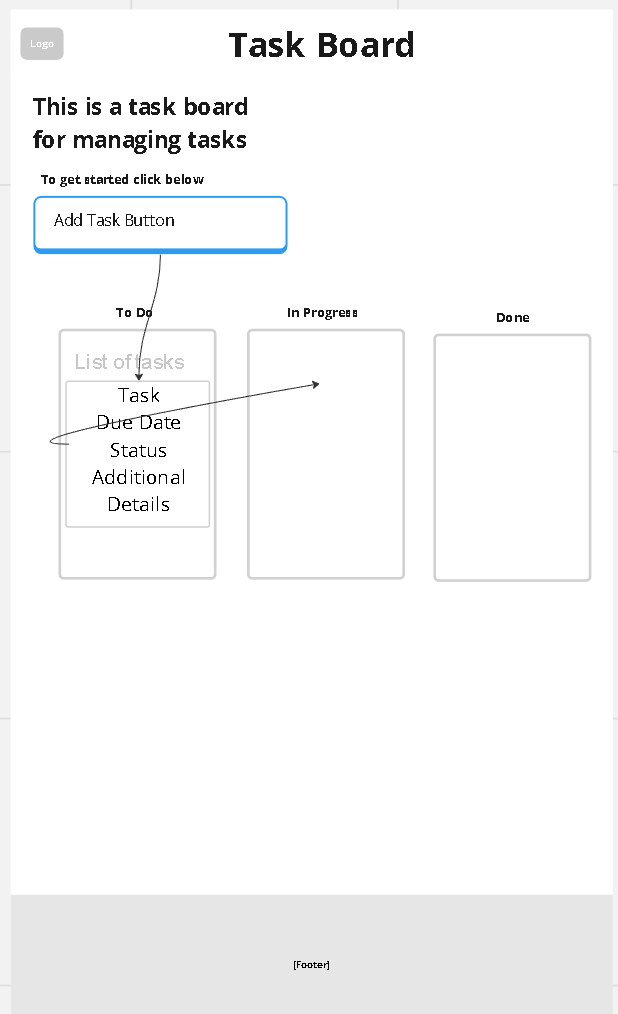 Logo
Task Board
This is a task board
for managing tasks
To get started click below
Add Task Button
To Do
In Progress
Done
List of tasks
Task
Due Date
Status
Additional
Details
[Footer]